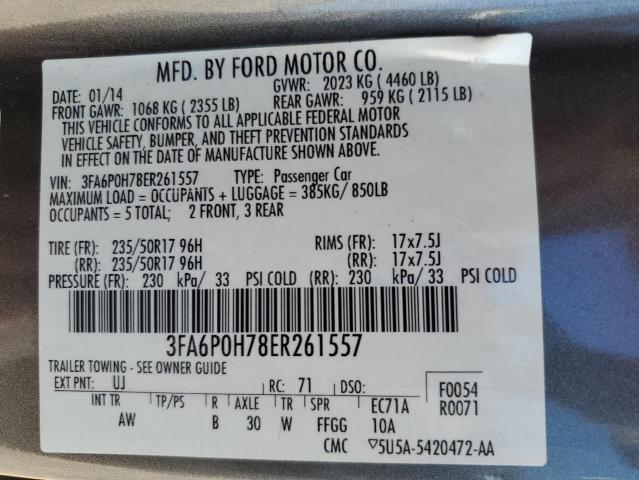 MFD. BY FORD MOTOR CO.
DATE: 01/14 GVWR: 2023 KG ( 4460 LB)
FRONT GAWR: 1068 KG ( 2355 LB) REAR GAWR: 959 KG ( 2115 LB)
THIS VEHICLE CONFORMS TO ALL APPLICABLE FEDERAL MOTOR
VEHICLE SAFETY, BUMPER, AND THEFT PREVENTION STANDARDS
IN EFFECT ON THE DATE OF MANUFACTURE SHOWN ABOVE.
VIN: 3FA6P0H78ER261557 TYPE: Passenger Car
MAXIMUM LOAD = OCCUPANTS + LUGGAGE = 385KG/ 850LB
OCCUPANTS = 5 TOTAL; 2 FRONT, 3 REAR
TIRE (FR): 235/50R17 96H RIMS (FR): 17x7.5J
(RR): 235/50R17 96H (RR): 17x7.5J
PRESSURE (FR): 230 kPa/ 33 PSI COLD (RR): 230 kPa/ 33 PSI COLD
3FA6P0H78ER261557
TRAILER TOWING - SEE OWNER GUIDE
EXT PNT: UJ RC: 71 DSO: F0054
INT TR TP/PS R AXLE TR SPR EC71A R0071
AW B 30 W FFGG 10A
CMC ▽5U5A-5420472-AA